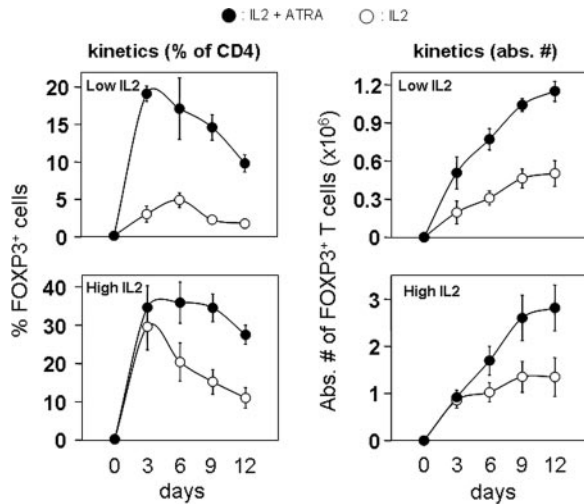 : IL2 + ATRA : IL2
kinetics (% of CD4)
kinetics (abs. #)
% FOXP3⁺ cells
Low IL2
20
15
10
5
0
High IL2
40
30
20
10
0
0 3 6 9 12
days
Abs. # of FOXP3⁺ T cells (x10⁶)
Low IL2
1.2
0.9
0.6
0.3
0
High IL2
3
2
1
0
0 3 6 9 12
days